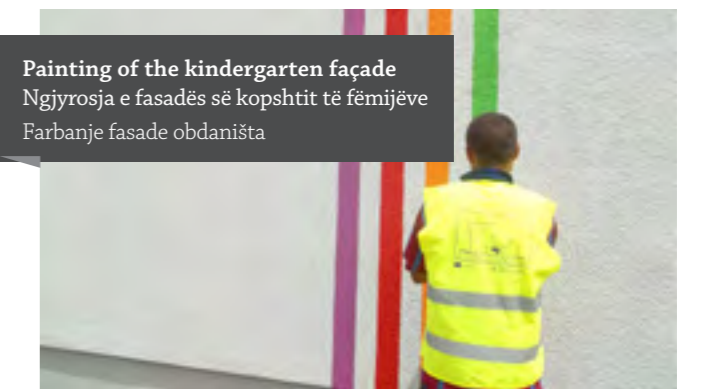 Painting of the kindergarten façade
Ngjyrosja e fasadës së kopshtit të fëmijëve
Farbanje fasade obdaništa